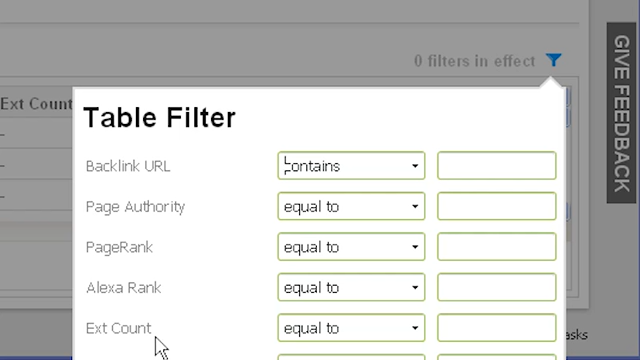 0 filters in effect
GIVE FEEDBACK
Ext Count
Table Filter
Backlink URL contains
Page Authority equal to
PageRank equal to
Alexa Rank equal to
Ext Count equal to
asks